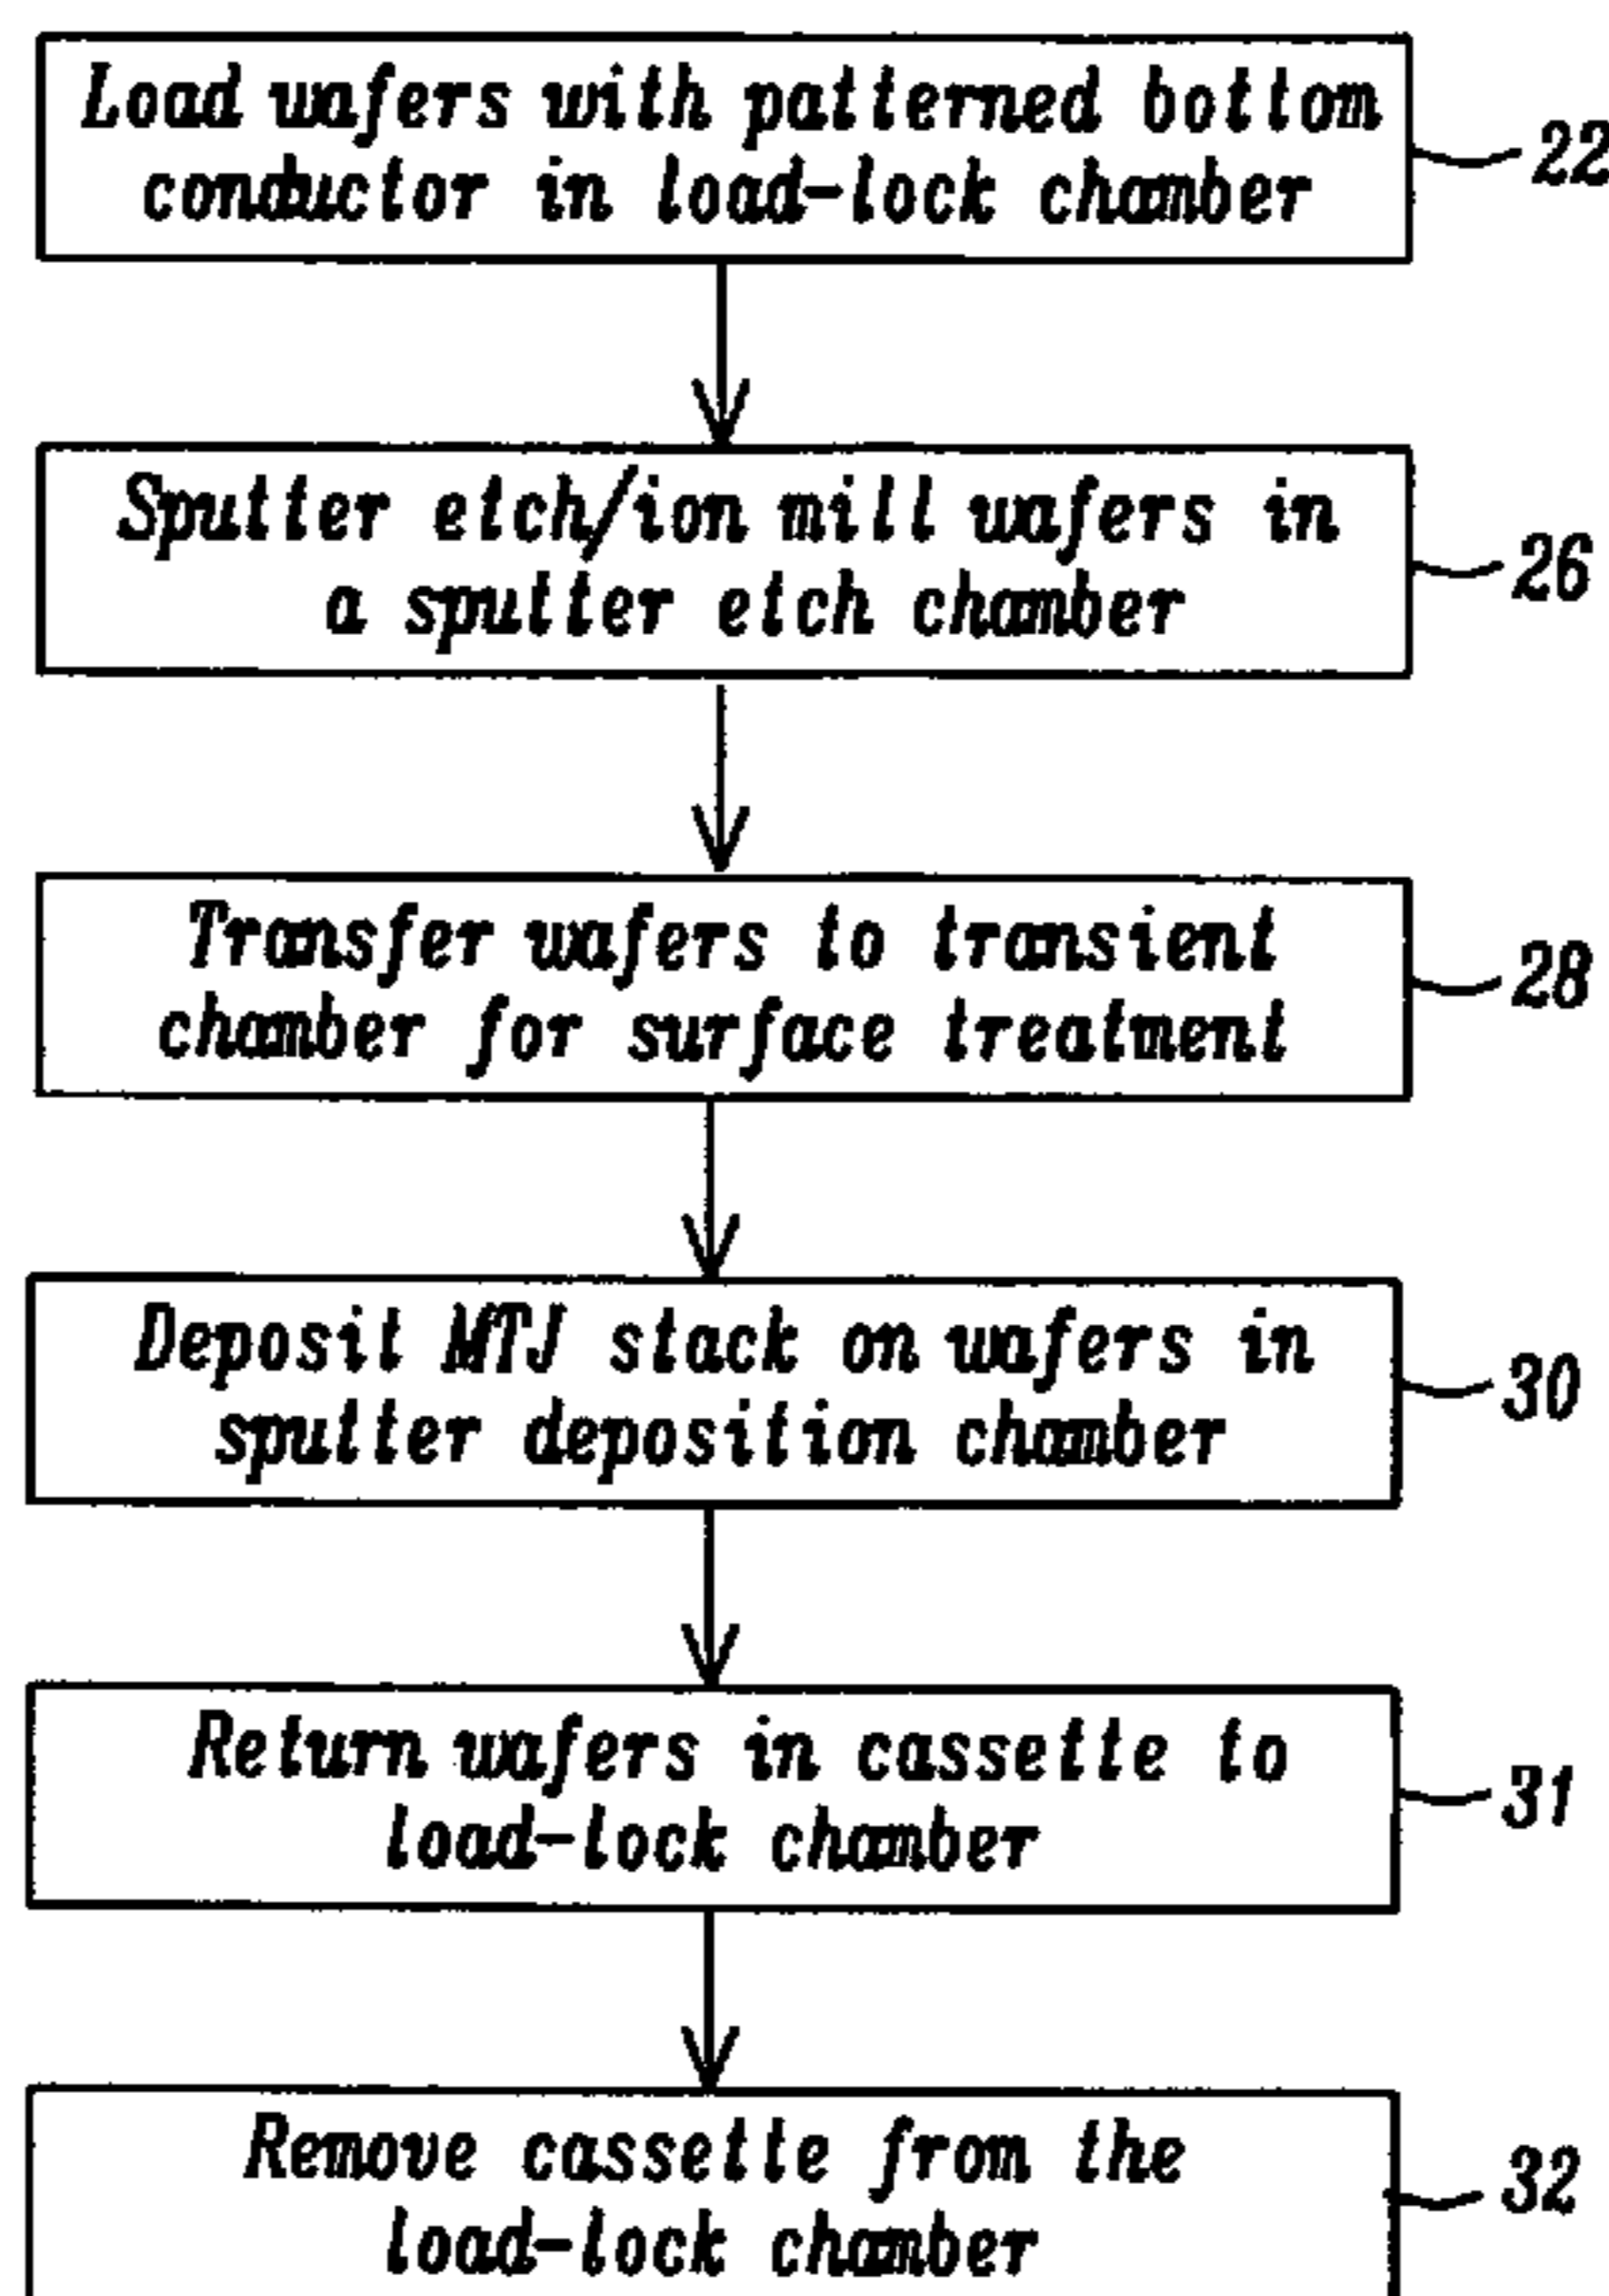 Load wafers with patterned bottom
conductor in load-lock chamber
22
Sputter etch/ion mill wafers in
a sputter etch chamber
26
Transfer wafers to transient
chamber for surface treatment
28
Deposit MTJ stack on wafers in
sputter deposition chamber
30
Return wafers in cassette to
load-lock chamber
31
Remove cassette from the
load-lock chamber
32